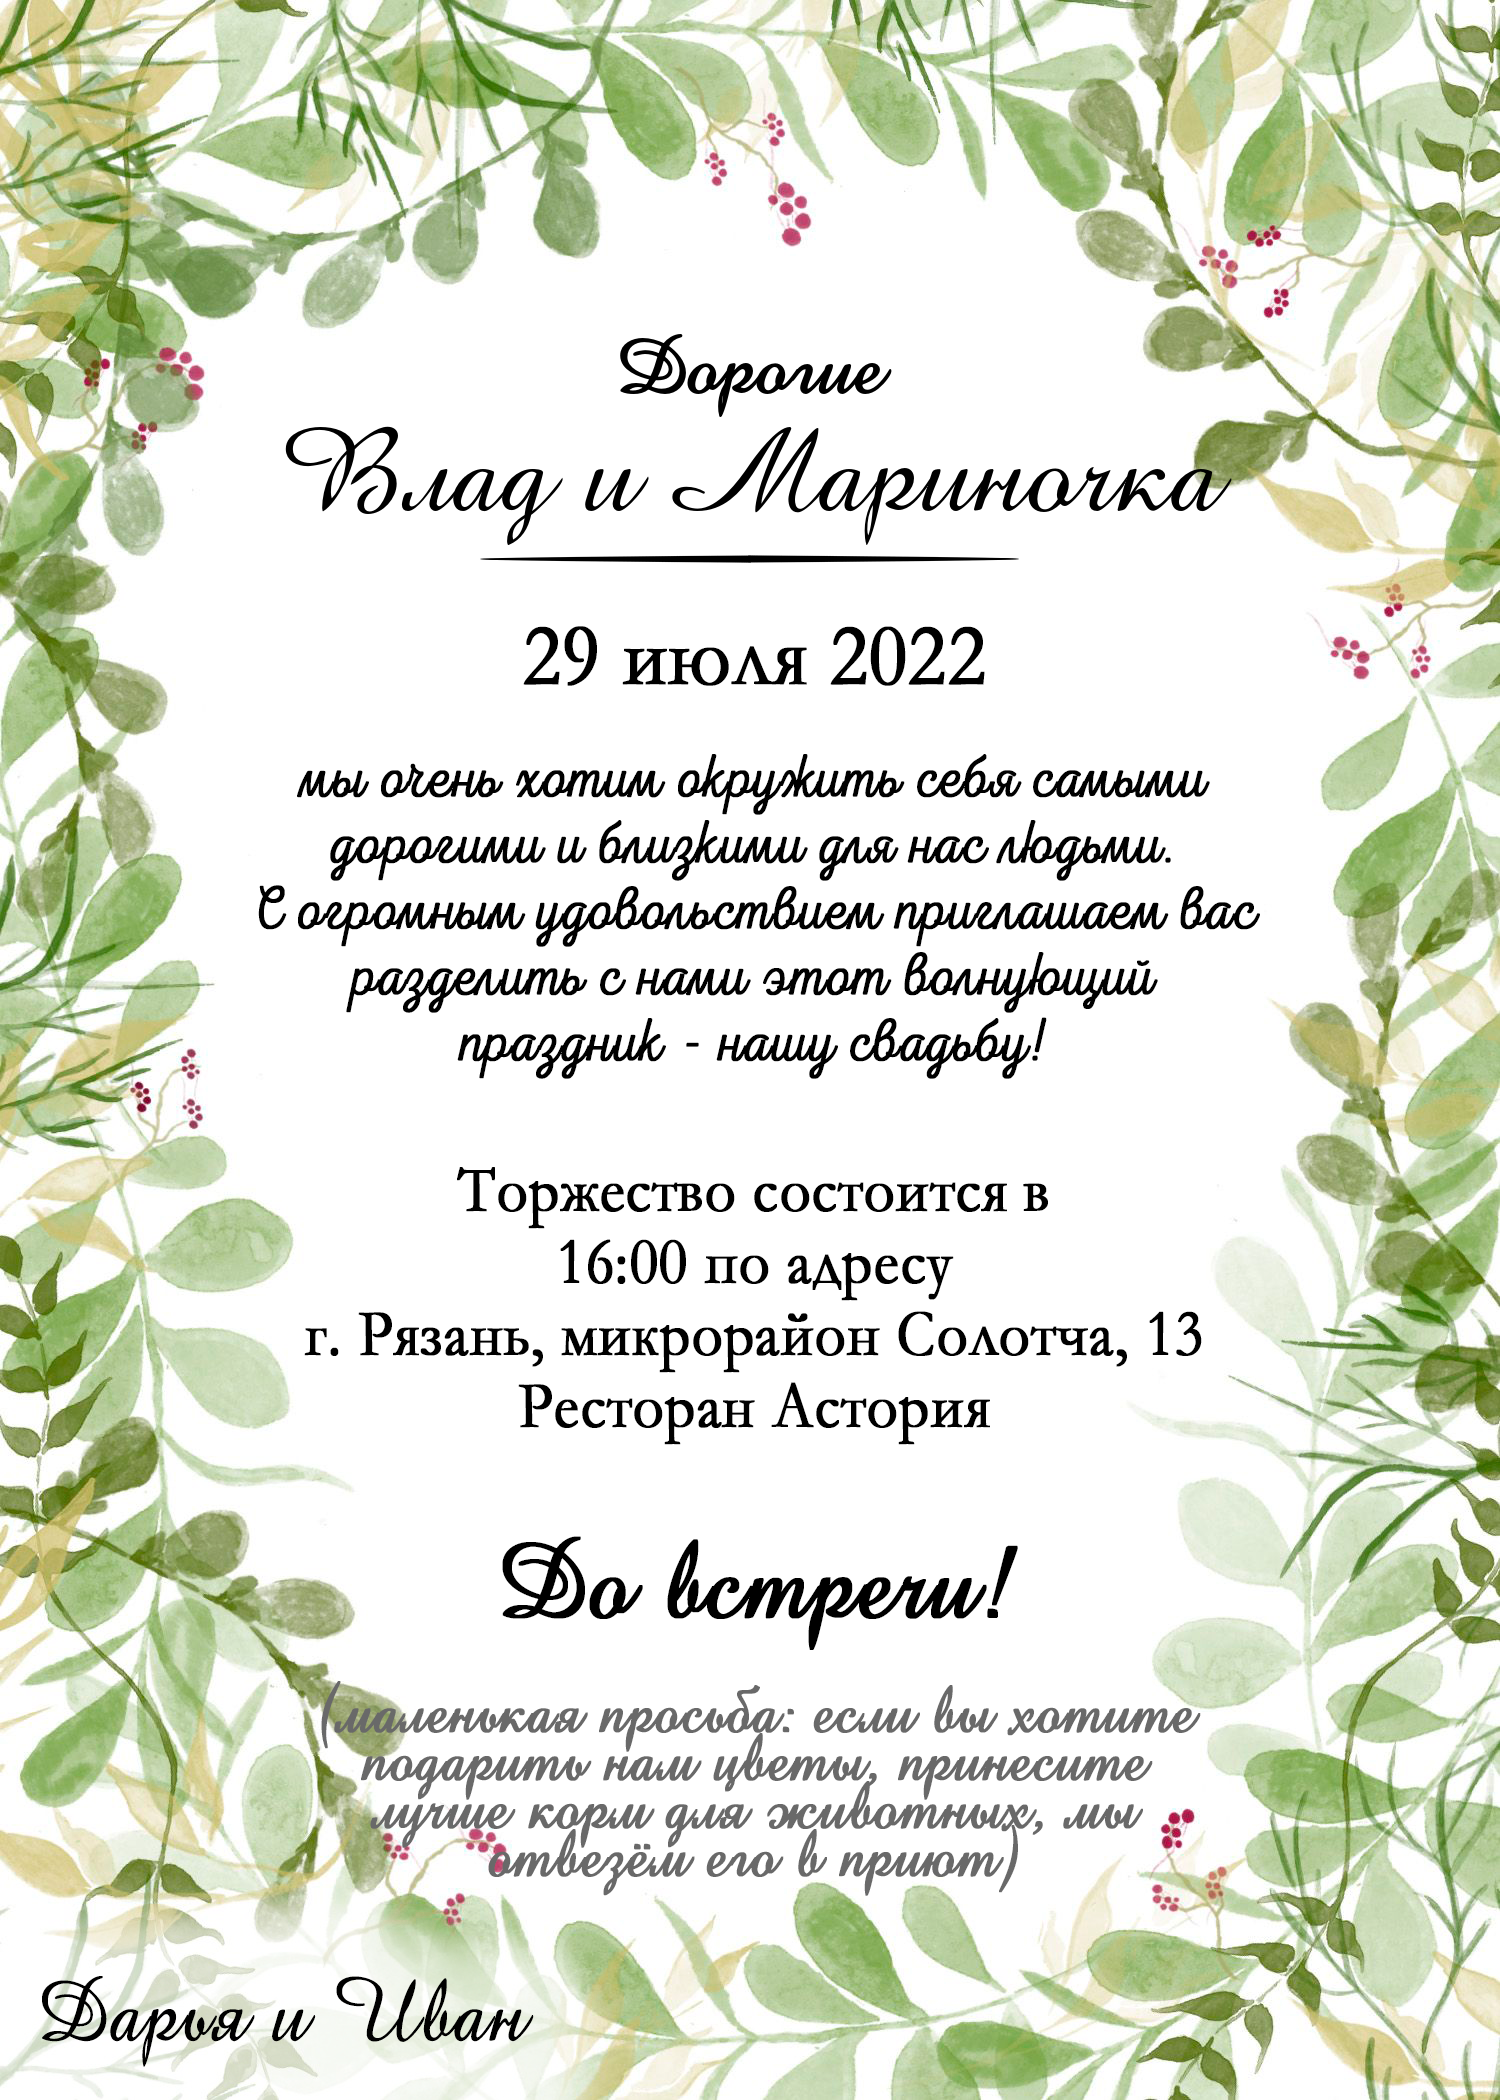 Дорогие
Влад и Мариночка
29 июля 2022
мы очень хотим окружить себя самыми
дорогими и близкими для нас людьми.
С огромным удовольствием приглашаем вас
разделить с нами этот волнующий
праздник - нашу свадьбу!
Торжество состоится в
16:00 по адресу
г. Рязань, микрорайон Солотча, 13
Ресторан Астория
До встречи!
(маленькая просьба: если вы хотите
подарить нам цветы, принесите
лучше корм для животных, мы
отвезём его в приют)
Дарья и Иван